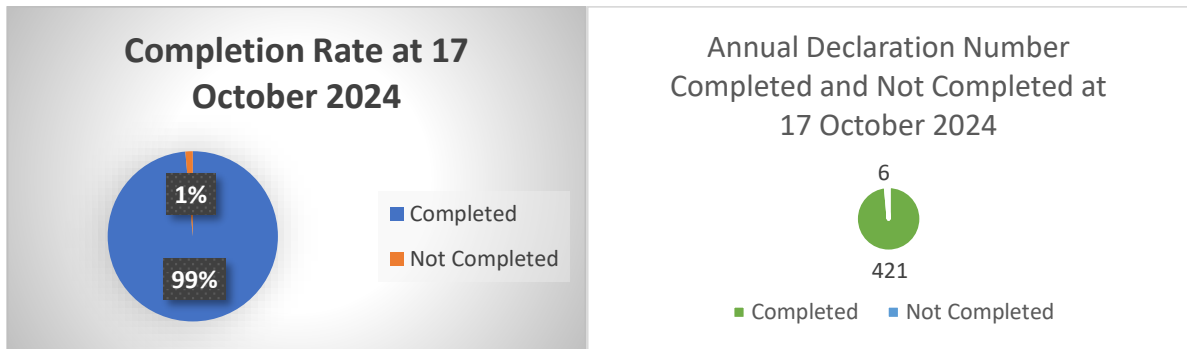 Completion Rate at 17
October 2024
1%
99%
Completed
Not Completed
Annual Declaration Number
Completed and Not Completed at
17 October 2024
6
421
Completed
Not Completed